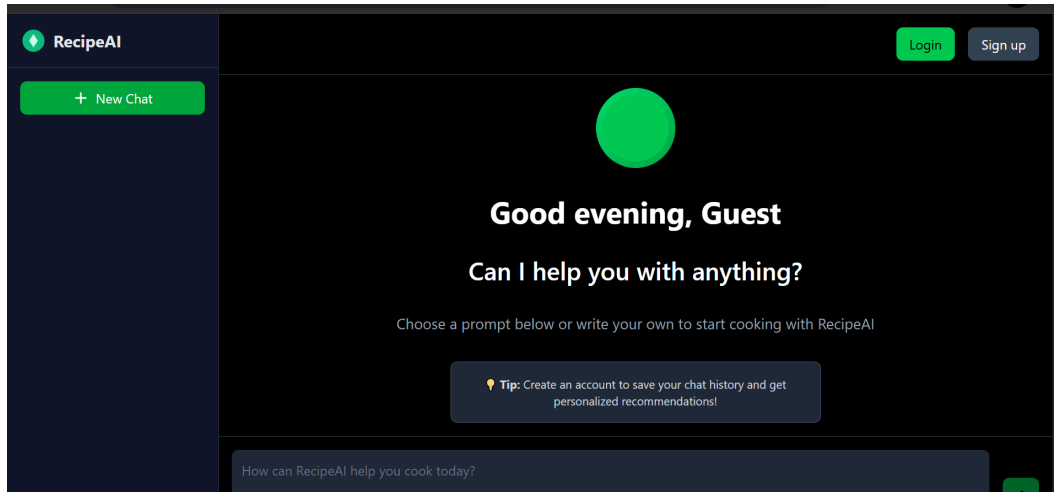 RecipeAI
Login
Sign up
+ New Chat
Good evening, Guest
Can I help you with anything?
Choose a prompt below or write your own to start cooking with RecipeAI
💡 Tip: Create an account to save your chat history and get
personalized recommendations!
How can RecipeAI help you cook today?